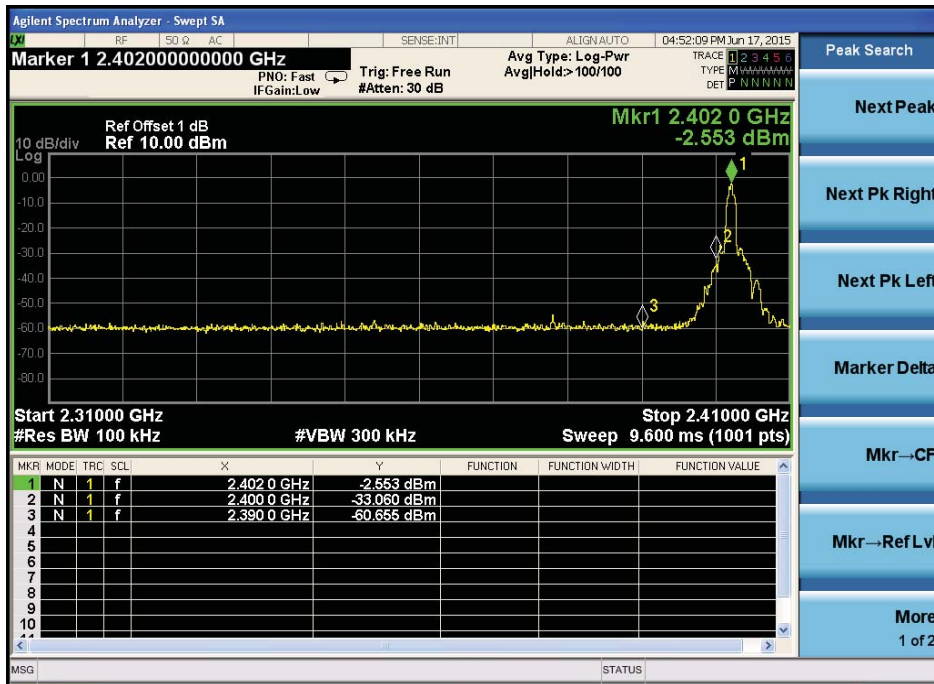 Agilent Spectrum Analyzer - Swept SA
LXI RF 50 Ω AC SENSE:INT ALIGN AUTO 04:52:09 PM Jun 17, 2015
Marker 1 2.402000000000 GHz
PNO: Fast
IFGain:Low
Trig: Free Run
#Atten: 30 dB
Avg Type: Log-Pwr
Avg|Hold:>100/100
TRACE 1 2 3 4 5 6
TYPE M
DET P N N N N N
Mkr1 2.402 0 GHz
-2.553 dBm
Ref Offset 1 dB
10 dB/div Ref 10.00 dBm
Log
0.00
-10.0
-20.0
-30.0
-40.0
-50.0
-60.0
-70.0
-80.0
1
2
3
Start 2.31000 GHz Stop 2.41000 GHz
#Res BW 100 kHz #VBW 300 kHz Sweep 9.600 ms (1001 pts)
MKR MODE TRC SCL X Y FUNCTION FUNCTION WIDTH FUNCTION VALUE
1 N 1 f 2.402 0 GHz -2.553 dBm
2 N 1 f 2.400 0 GHz -33.060 dBm
3 N 1 f 2.390 0 GHz -60.655 dBm
4
5
6
7
8
9
10
MSG STATUS
Peak Search
Next Peak
Next Pk Right
Next Pk Left
Marker Delta
Mkr→CF
Mkr→Ref Lvl
More
1 of 2